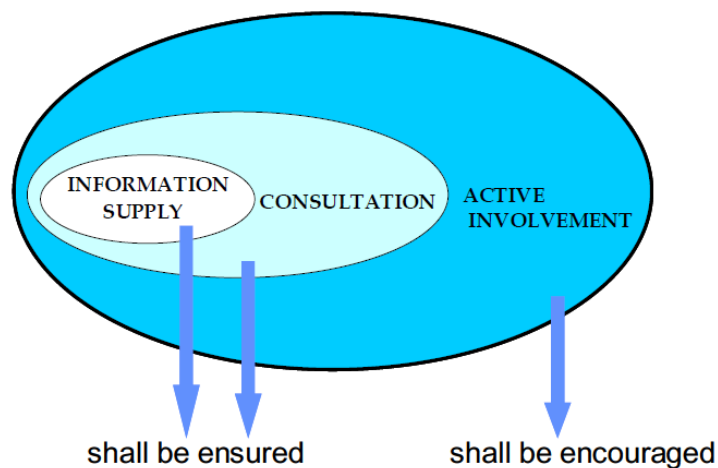 INFORMATION
SUPPLY
CONSULTATION
ACTIVE
INVOLVEMENT
shall be ensured
shall be encouraged